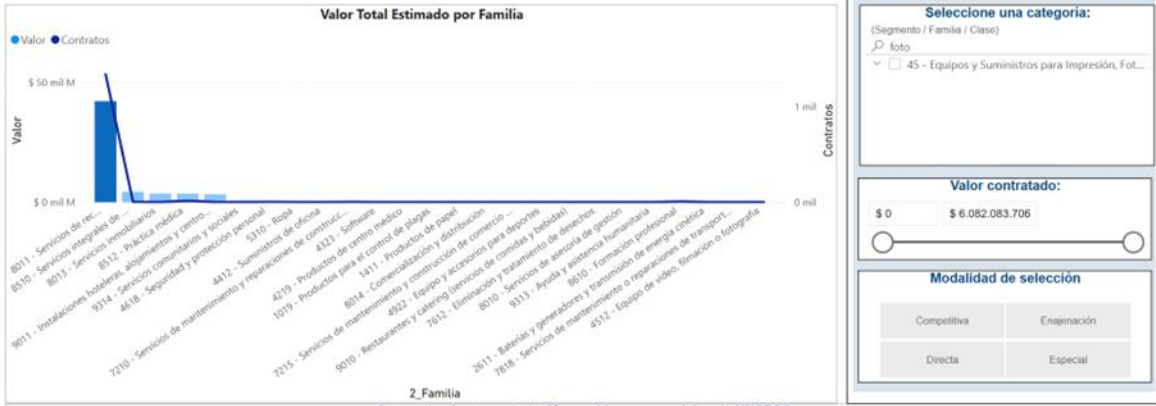 Valor Total Estimado por Familia
Valor Contratos
$ 50 mil M
$ 0 mil M
Valor
1 mil
0 mil
Contratos
8011 - Servicios de rec...
8510 - Servicios integrales de ...
8013 - Servicios inmobiliarios
8512 - Práctica médica
9011 - Instalaciones hoteleras, alojamientos y centro...
9314 - Servicios comunitarios y sociales
4618 - Seguridad y protección personal
5310 - Ropa
4412 - Suministros de oficina
7210 - Servicios de mantenimiento y reparaciones de construcc...
4323 - Software
4219 - Productos de centro médico
1019 - Productos para el control de plagas
1411 - Productos de papel
8014 - Comercialización y distribución
7215 - Servicios de mantenimiento y construcción de comercio ...
4922 - Equipo y accesorios para deportes
9010 - Restaurantes y catering (servicios de comidas y bebidas)
7612 - Eliminación y tratamiento de desechos
8010 - Servicios de asesoría de gestión
9313 - Ayuda y asistencia humanitaria
8610 - Formación profesional
2611 - Baterías y generadores y transmisión de energía cinética
7818 - Servicios de mantenimiento o reparaciones de transport...
4512 - Equipo de vídeo, filmación o fotografía
2_Familia
Seleccione una categoría:
(Segmento / Familia / Clase)
foto
45 - Equipos y Suministros para Impresión, Fot...
Valor contratado:
$ 0 $ 6.082.083.706
Modalidad de selección
Competitiva Enajenación
Directa Especial